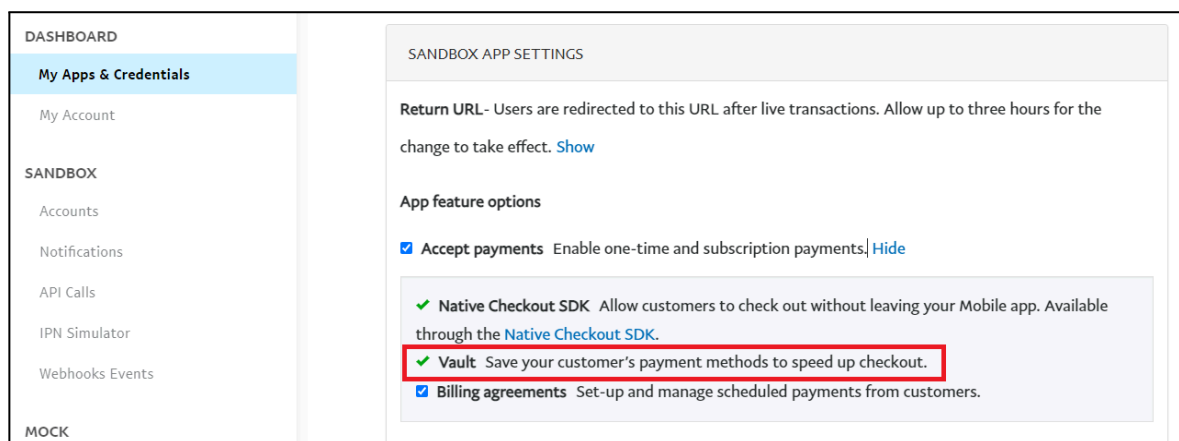 DASHBOARD
My Apps & Credentials
My Account
SANDBOX
Accounts
Notifications
API Calls
IPN Simulator
Webhooks Events
MOCK
SANDBOX APP SETTINGS
Return URL- Users are redirected to this URL after live transactions. Allow up to three hours for the
change to take effect. Show
App feature options
Accept payments Enable one-time and subscription payments. Hide
Native Checkout SDK Allow customers to check out without leaving your Mobile app. Available
through the Native Checkout SDK.
Vault Save your customer's payment methods to speed up checkout.
Billing agreements Set-up and manage scheduled payments from customers.